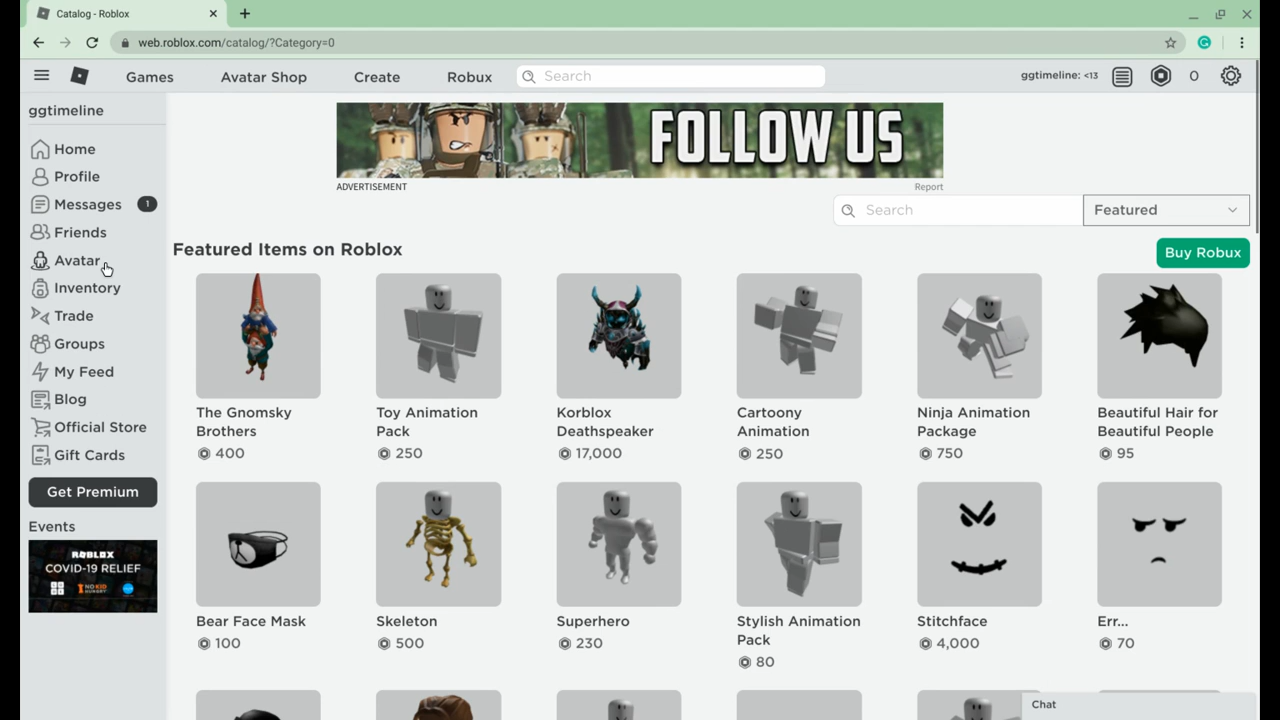 Catalog - Roblox
web.roblox.com/catalog/?Category=0
Games
Avatar Shop
Create
Robux
Search
ggtimeline: <13
0
ggtimeline
Home
Profile
Messages
1
Friends
Avatar
Inventory
Trade
Groups
My Feed
Blog
Official Store
Gift Cards
Get Premium
Events
ROBLOX
COVID-19 RELIEF
NO KID
HUNGRY
FOLLOW US
ADVERTISEMENT
Report
Search
Featured
Featured Items on Roblox
Buy Robux
The Gnomsky
Brothers
400
Toy Animation
Pack
250
Korblox
Deathspeaker
17,000
Cartoony
Animation
250
Ninja Animation
Package
750
Beautiful Hair for
Beautiful People
95
Bear Face Mask
100
Skeleton
500
Superhero
230
Stylish Animation
Pack
80
Stitchface
4,000
Err...
70
Chat